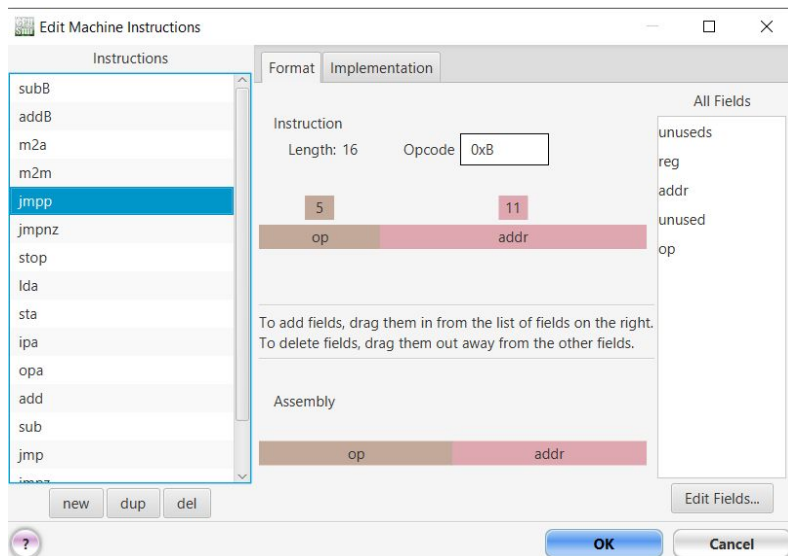 Edit Machine Instructions
Instructions
subB
addB
m2a
m2m
jmpp
jmpnz
stop
lda
sta
ipa
opa
add
sub
jmp
new dup del
Format Implementation
Instruction
Length: 16 Opcode 0xB
5 11
op addr
To add fields, drag them in from the list of fields on the right.
To delete fields, drag them out away from the other fields.
Assembly
op addr
All Fields
unuseds
reg
addr
unused
op
Edit Fields...
? OK Cancel